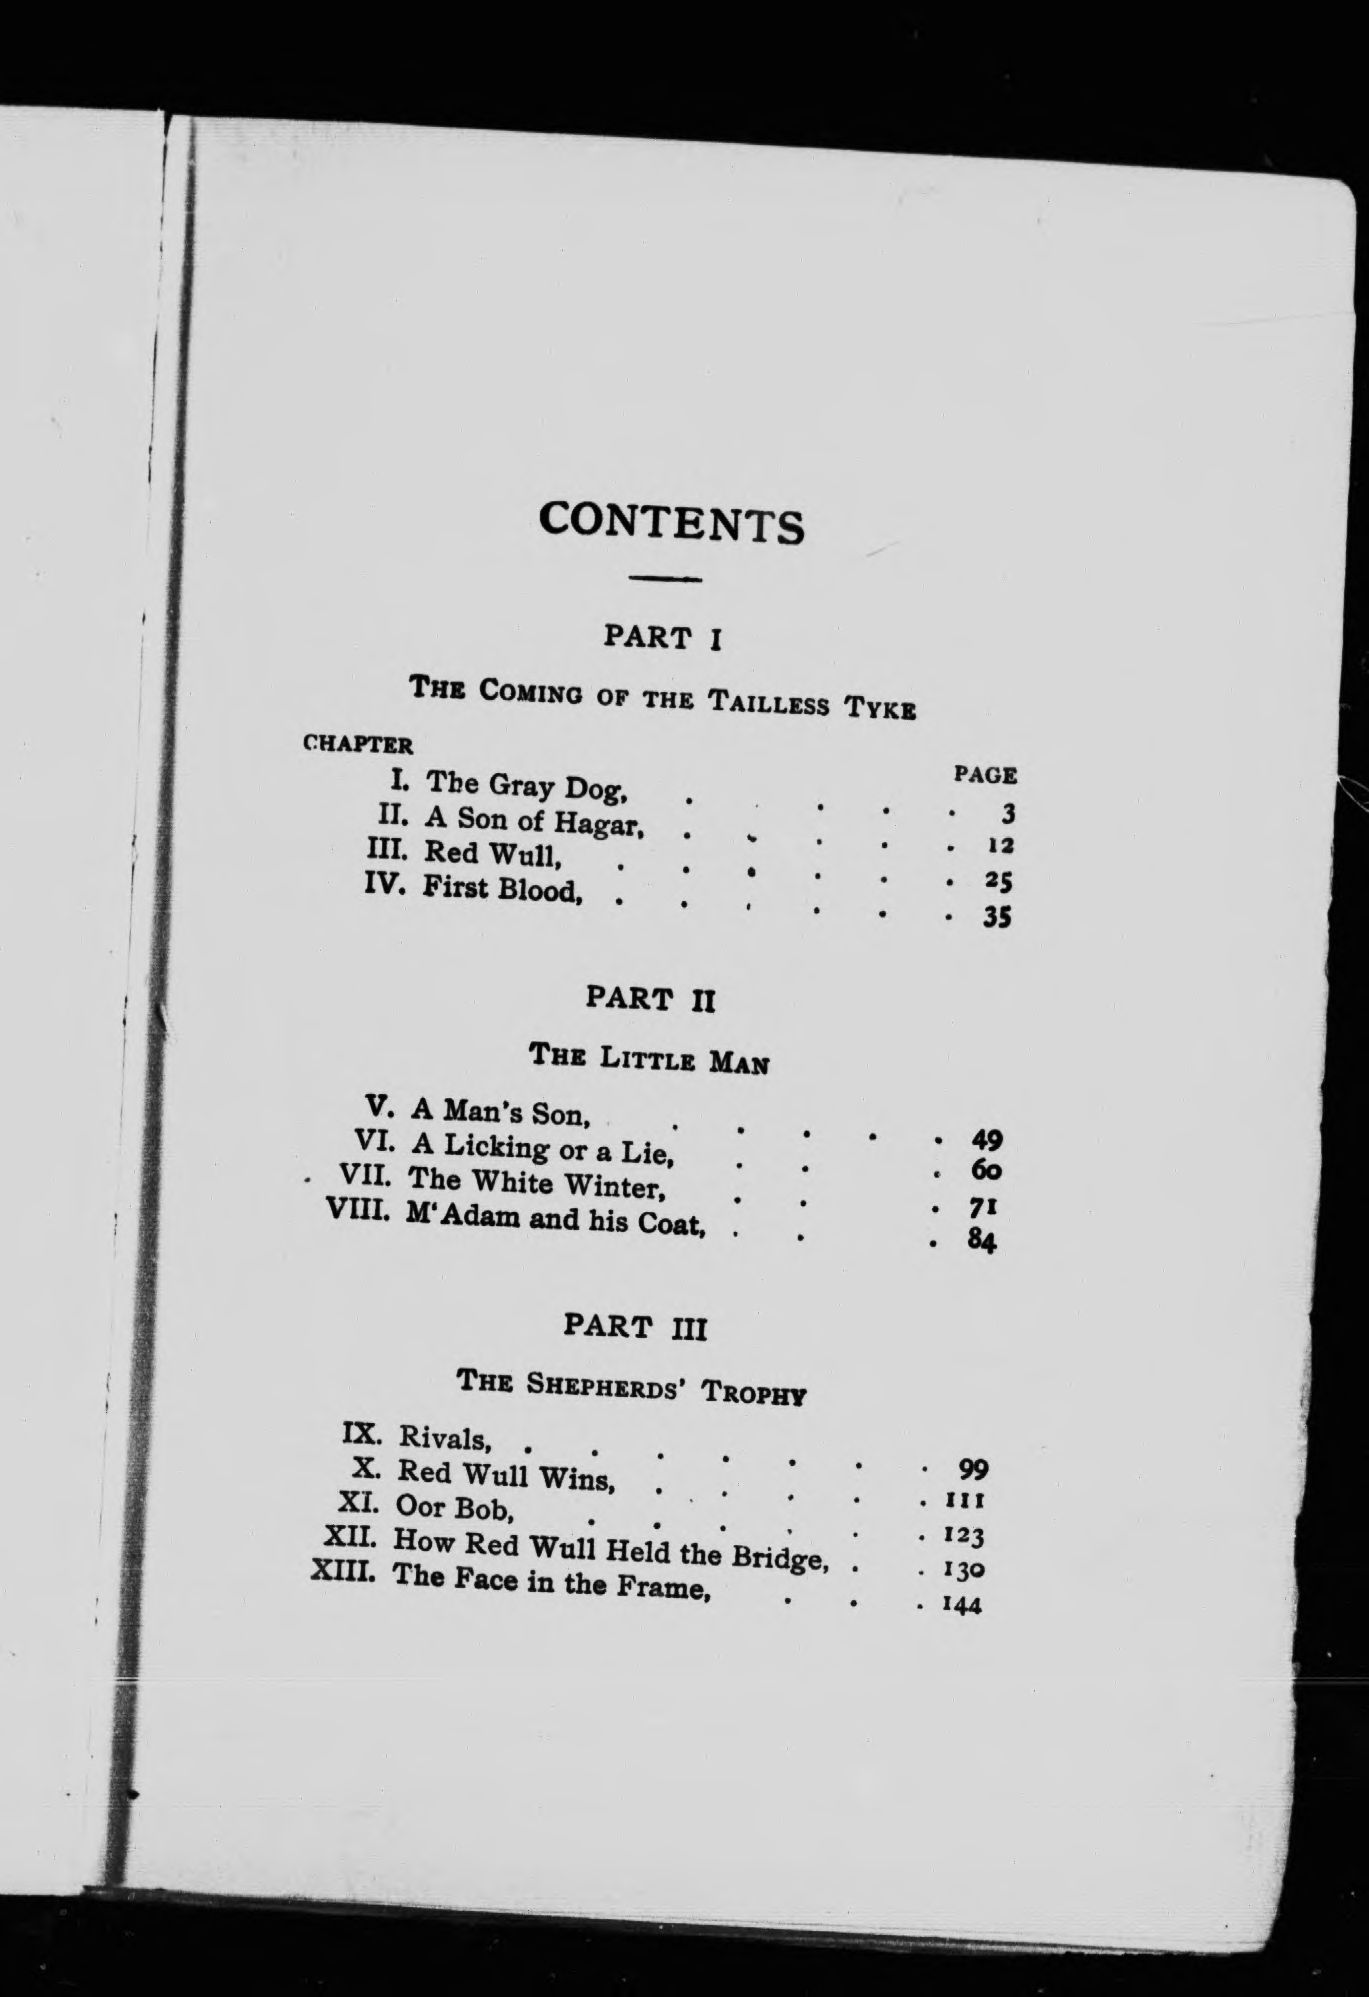 CONTENTS
PART I
The Coming of the Tailless Tyke
CHAPTER PAGE
I. The Gray Dog, . . . . . 3
II. A Son of Hagar, . . . . . 12
III. Red Wull, . . . . . . 25
IV. First Blood, . . . . . . 35
PART II
The Little Man
V. A Man's Son, . . . . . 49
VI. A Licking or a Lie, . . . 60
VII. The White Winter, . . . 71
VIII. M'Adam and his Coat, . . . 84
PART III
The Shepherds' Trophy
IX. Rivals, . . . . . . . 99
X. Red Wull Wins, . . . . . 111
XI. Oor Bob, . . . . . . 123
XII. How Red Wull Held the Bridge, . . 130
XIII. The Face in the Frame, . . . 144